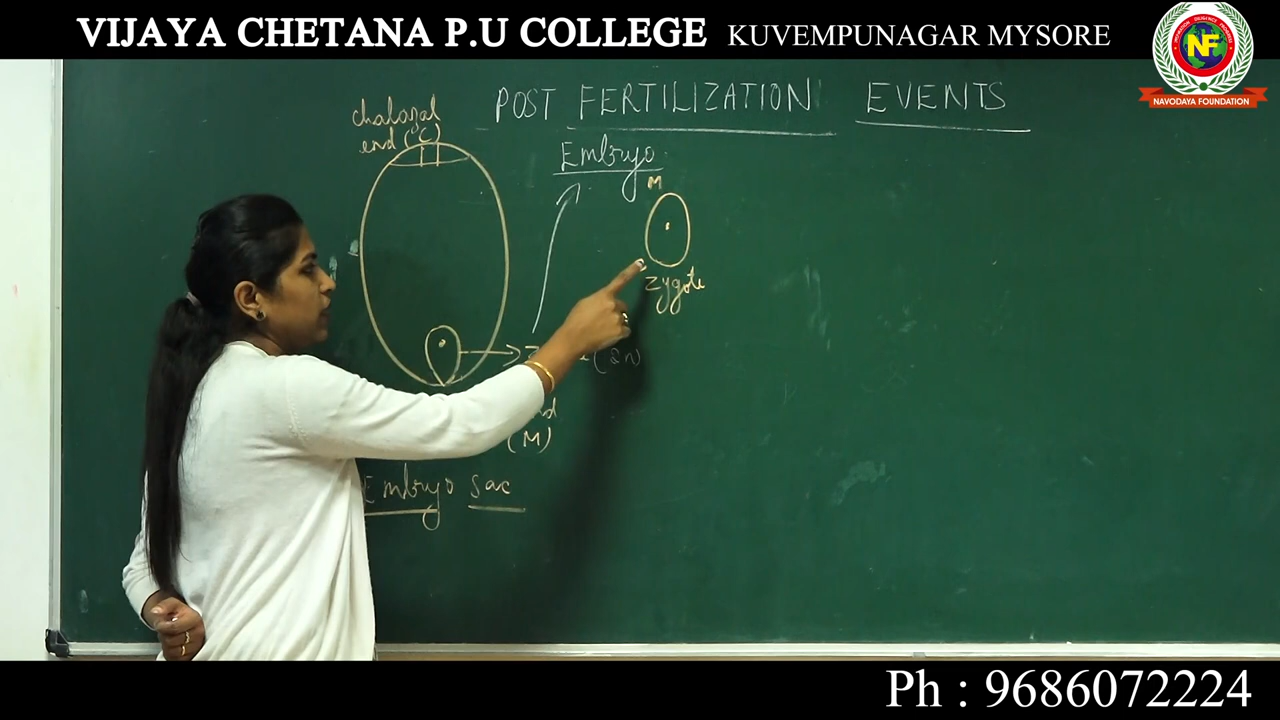 VIJAYA CHETANA P.U COLLEGE KUVEMPUNAGAR MYSORE
NF
NAVODAYA FOUNDATION
POST FERTILIZATION EVENTS
chalazal
end (C)
Embryo
M
Zygote
(2n)
(M)
Embryo Sac
Ph : 9686072224